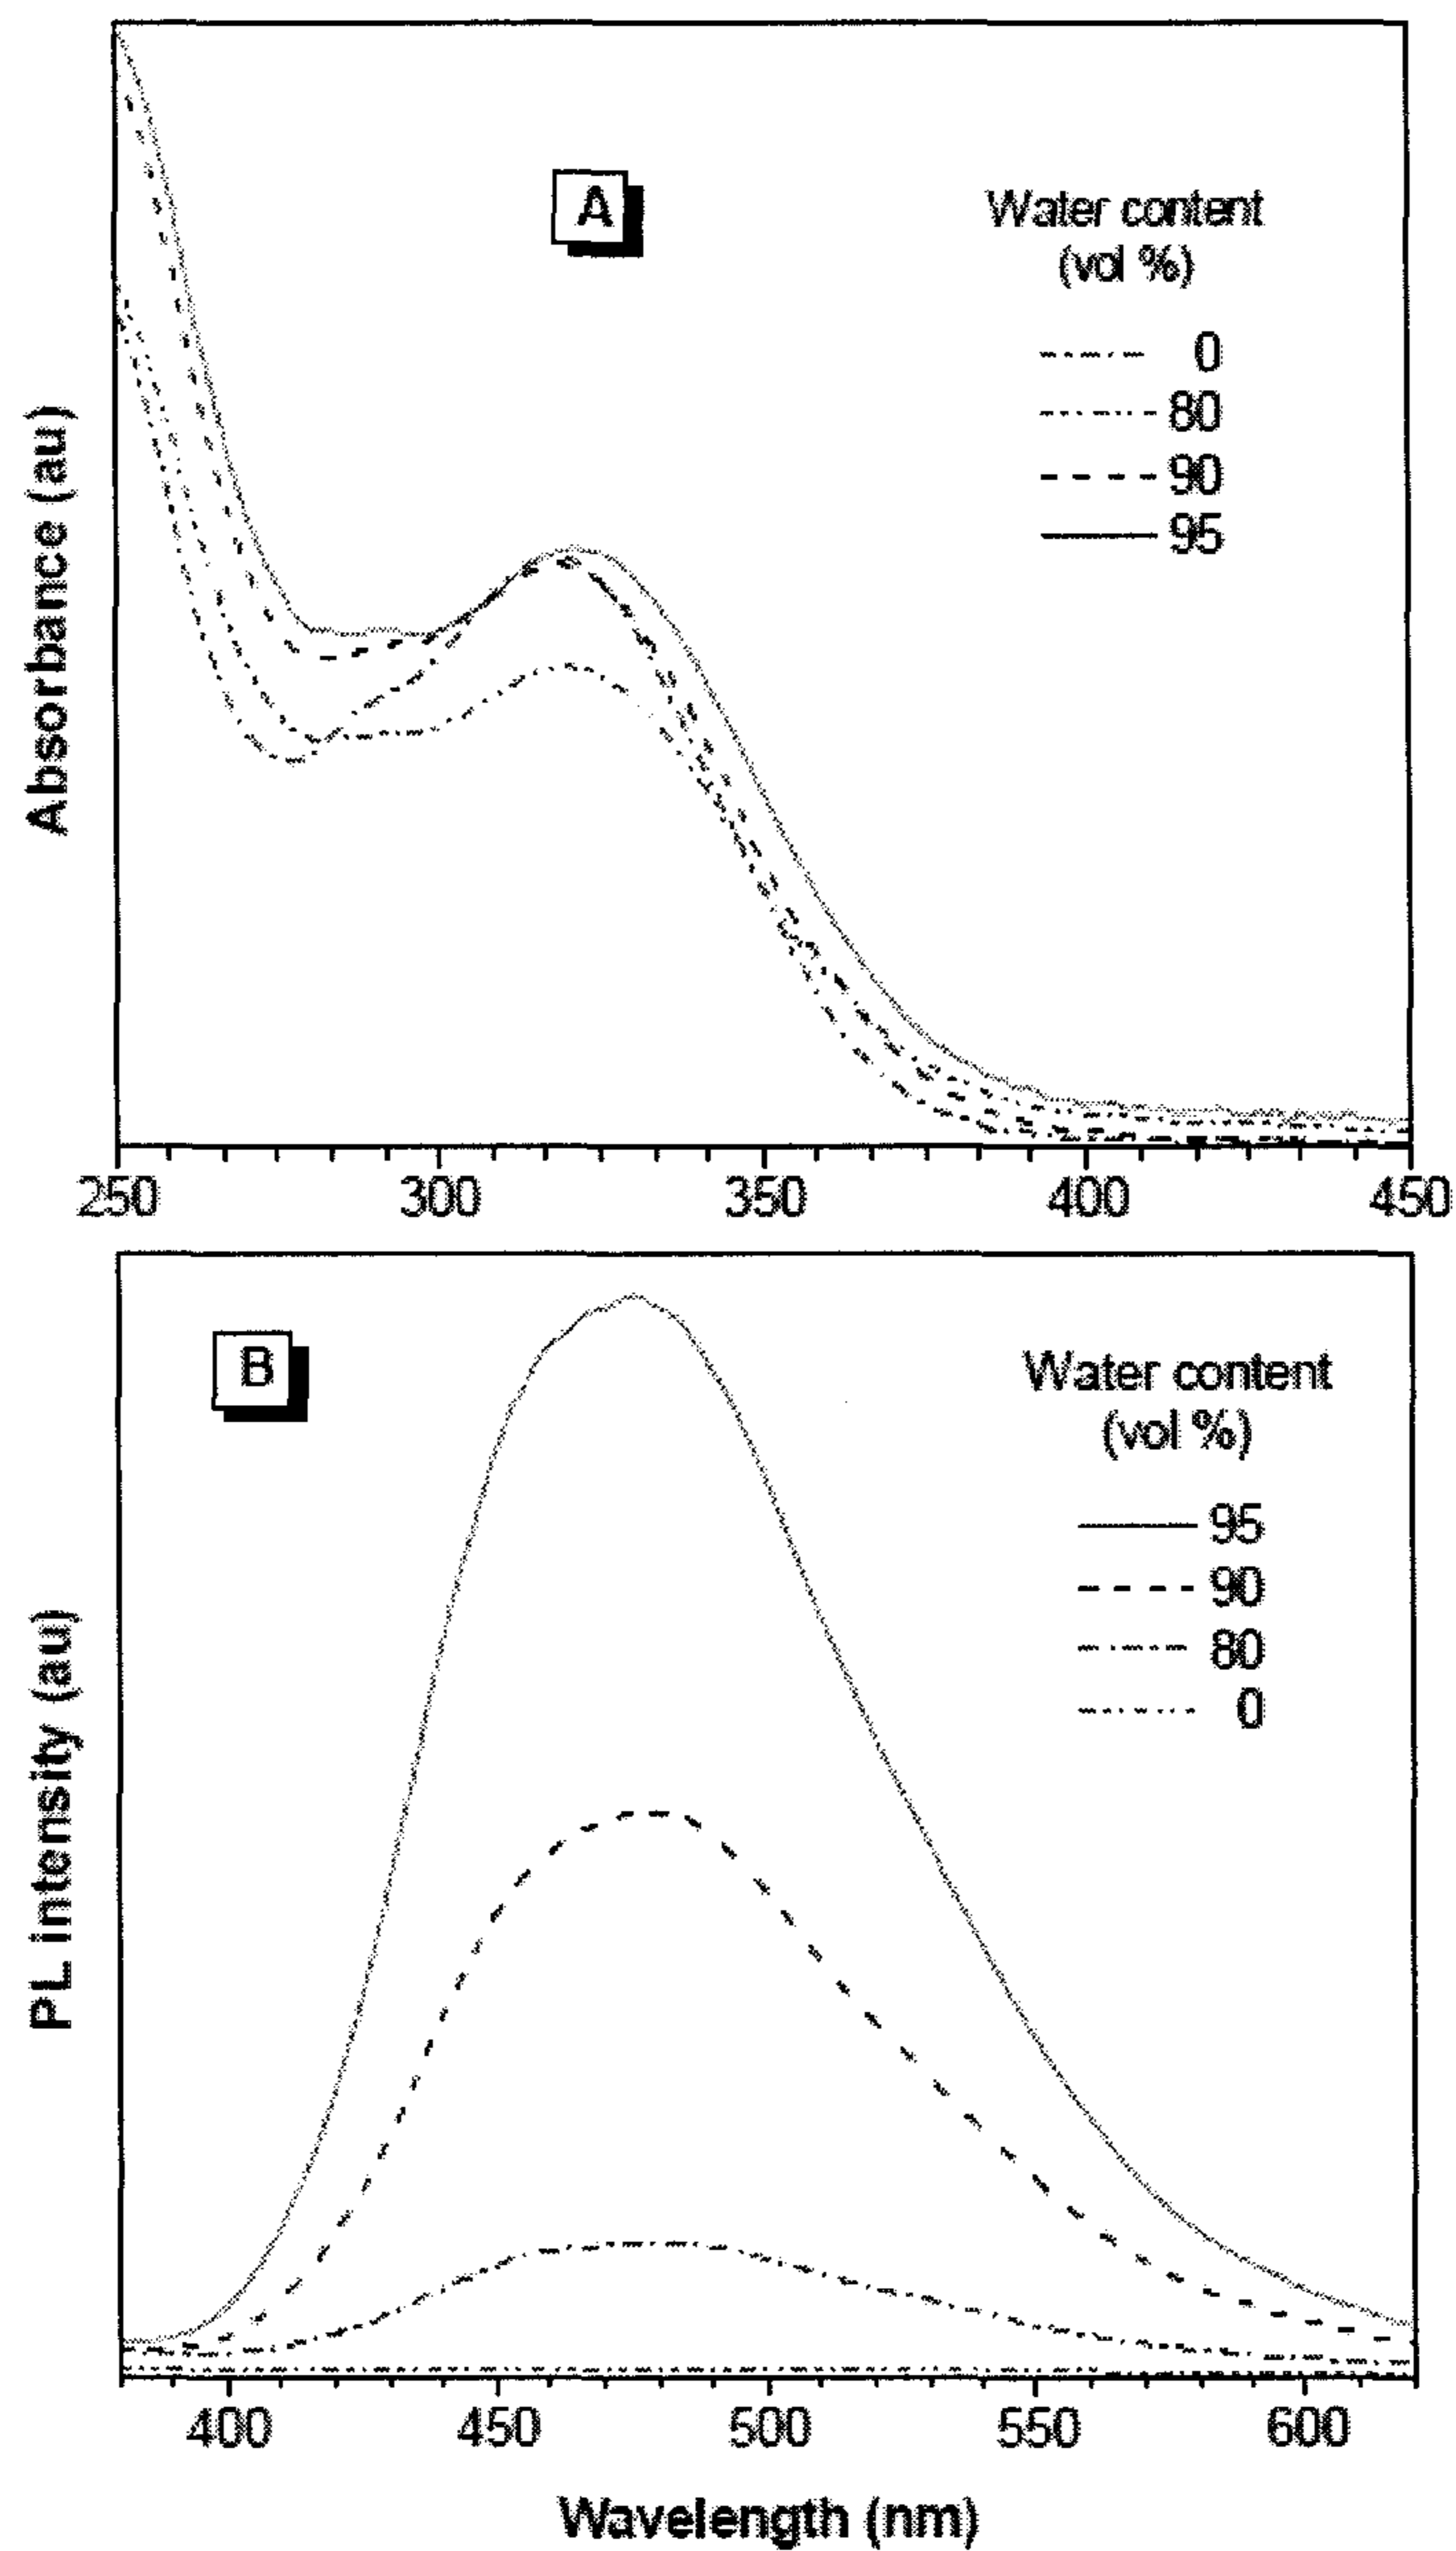 A
Water content
(vol %)
0
80
90
95
Absorbance (au)
250 300 350 400 450
B
Water content
(vol %)
95
90
80
0
PL intensity (au)
400 450 500 550 600
Wavelength (nm)